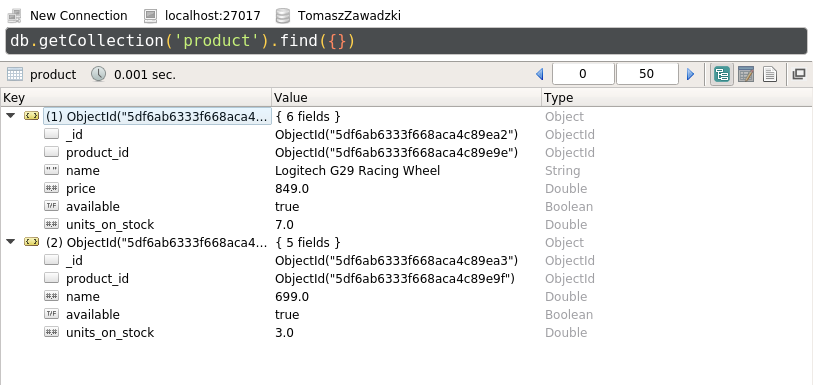 New Connection localhost:27017 TomaszZawadzki
db.getCollection('product').find({})
product 0.001 sec. 0 50
Key Value Type
(1) ObjectId("5df6ab6333f668aca4... { 6 fields } Object
_id ObjectId("5df6ab6333f668aca4c89ea2") ObjectId
product_id ObjectId("5df6ab6333f668aca4c89e9e") ObjectId
" " name Logitech G29 Racing Wheel String
#.# price 849.0 Double
T/F available true Boolean
#.# units_on_stock 7.0 Double
(2) ObjectId("5df6ab6333f668aca4... { 5 fields } Object
_id ObjectId("5df6ab6333f668aca4c89ea3") ObjectId
product_id ObjectId("5df6ab6333f668aca4c89e9f") ObjectId
#.# name 699.0 Double
T/F available true Boolean
#.# units_on_stock 3.0 Double